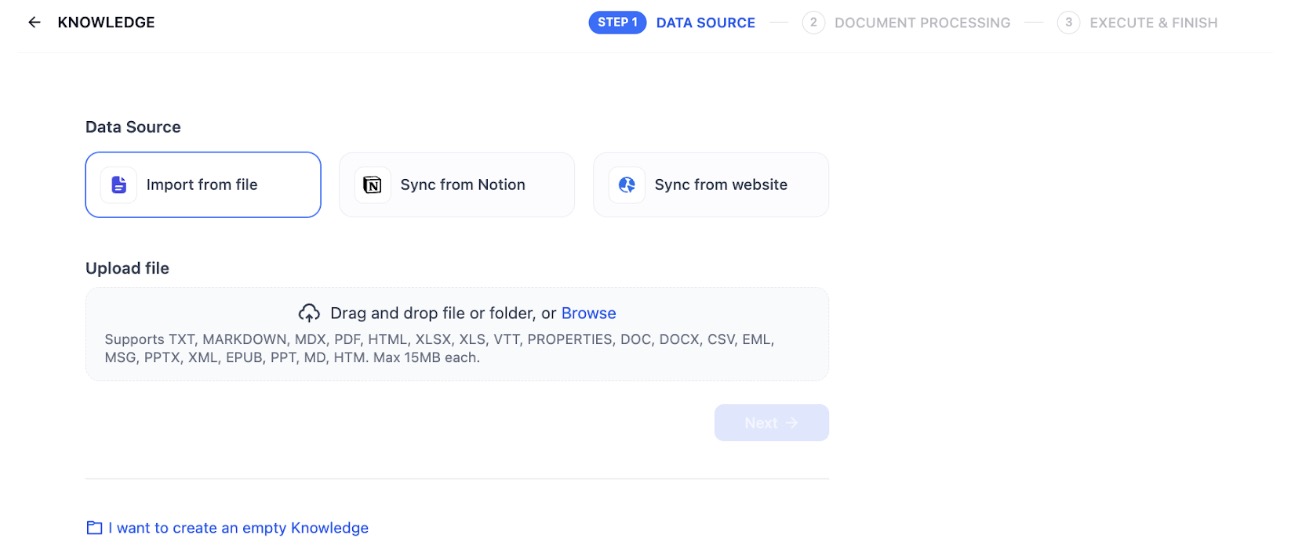 KNOWLEDGE
STEP 1 DATA SOURCE 2 DOCUMENT PROCESSING 3 EXECUTE & FINISH
Data Source
Import from file
Sync from Notion
Sync from website
Upload file
Drag and drop file or folder, or Browse
Supports TXT, MARKDOWN, MDX, PDF, HTML, XLSX, XLS, VTT, PROPERTIES, DOC, DOCX, CSV, EML,
MSG, PPTX, XML, EPUB, PPT, MD, HTM. Max 15MB each.
Next
I want to create an empty Knowledge